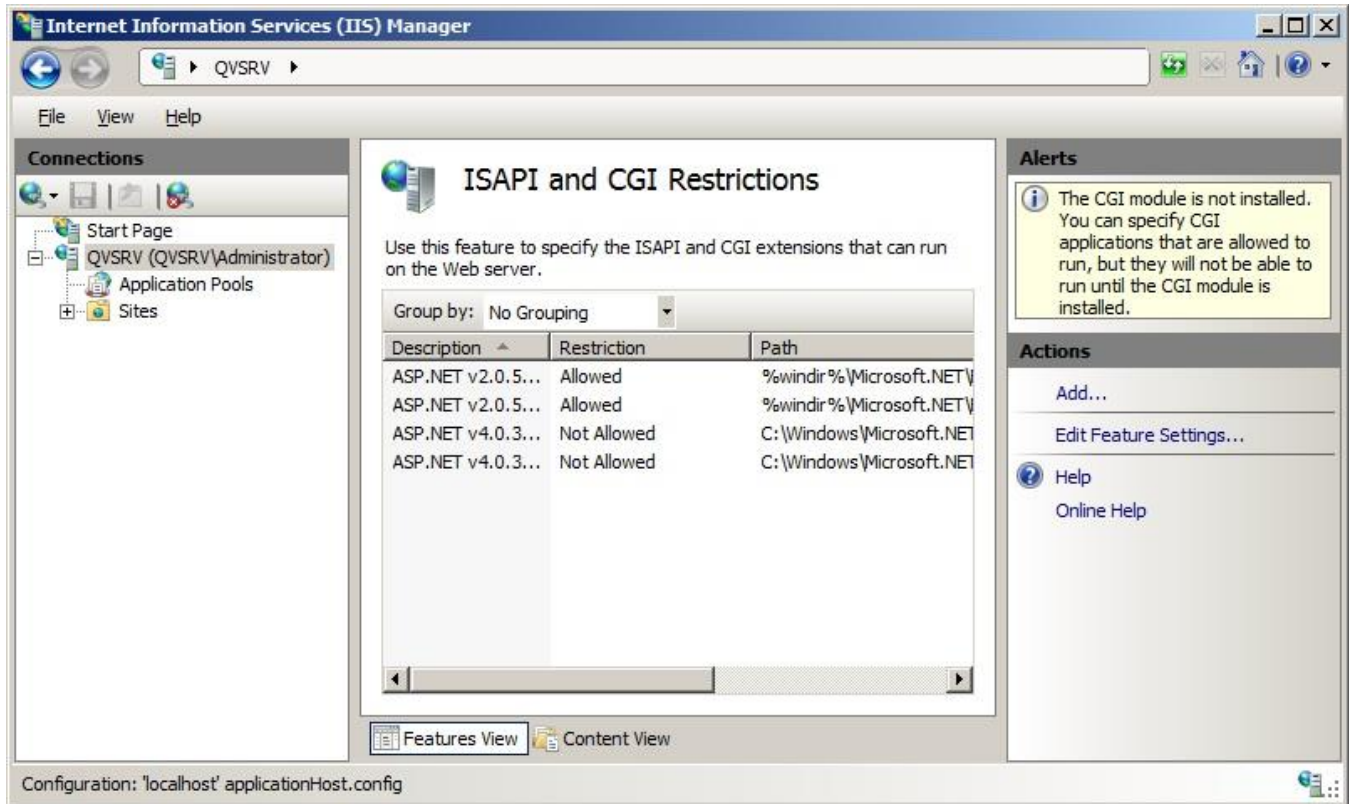 Internet Information Services (IIS) Manager
QVSRV
File View Help
Connections
Start Page
QVSRV (QVSRV\Administrator)
Application Pools
Sites
ISAPI and CGI Restrictions
Use this feature to specify the ISAPI and CGI extensions that can run
on the Web server.
Group by: No Grouping
Description Restriction Path
ASP.NET v2.0.5... Allowed %windir%\Microsoft.NET\
ASP.NET v2.0.5... Allowed %windir%\Microsoft.NET\
ASP.NET v4.0.3... Not Allowed C:\Windows\Microsoft.NET
ASP.NET v4.0.3... Not Allowed C:\Windows\Microsoft.NET
Features View Content View
Alerts
The CGI module is not installed.
You can specify CGI
applications that are allowed to
run, but they will not be able to
run until the CGI module is
installed.
Actions
Add...
Edit Feature Settings...
Help
Online Help
Configuration: 'localhost' applicationHost.config